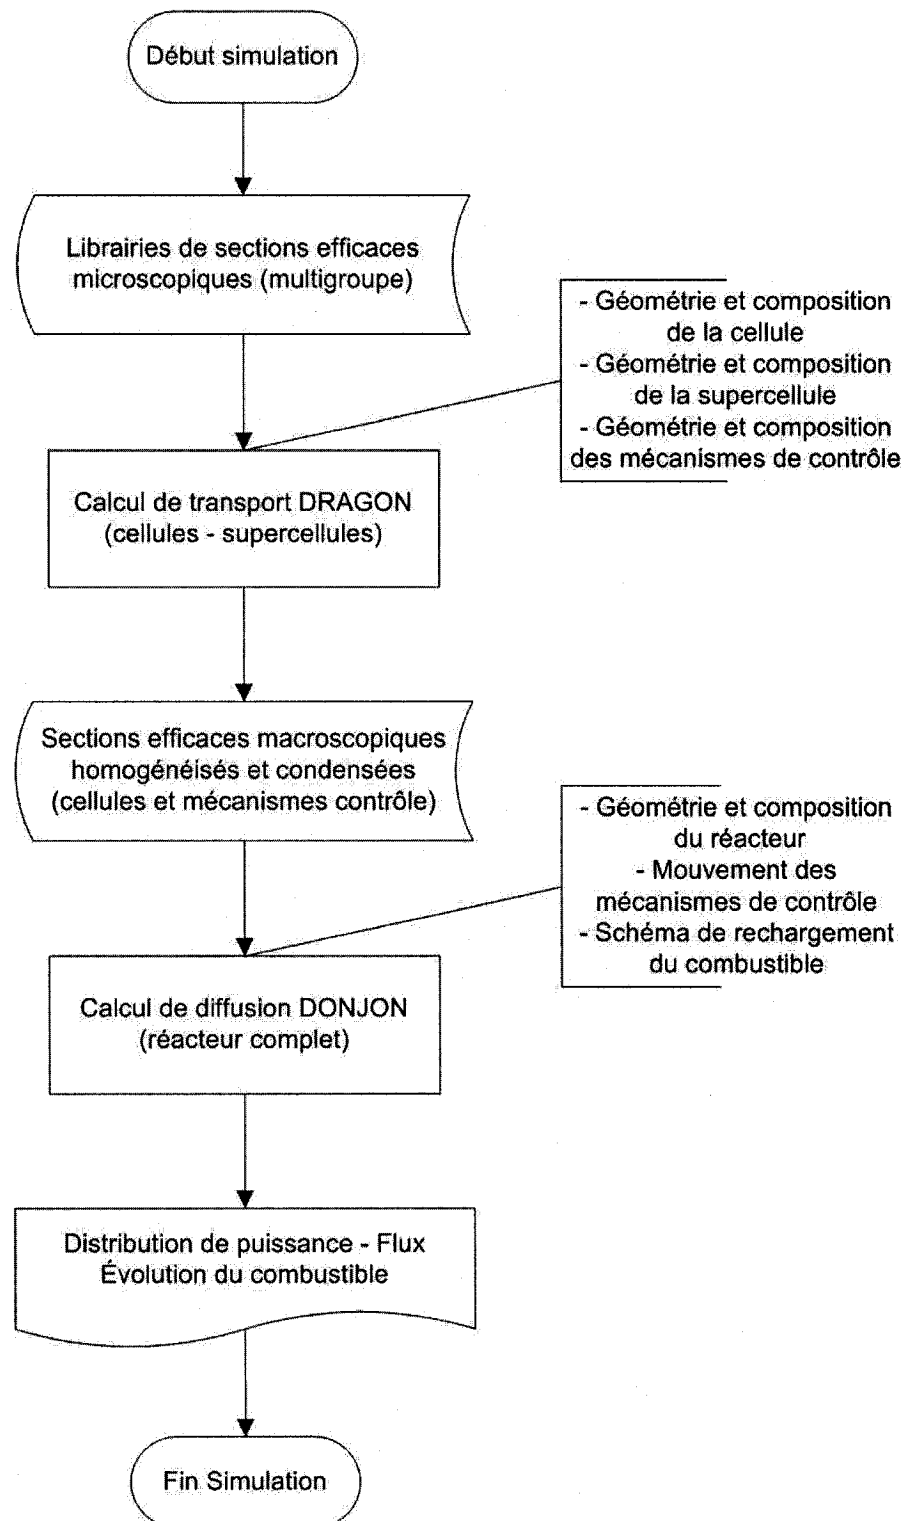 Début simulation
Librairies de sections efficaces
microscopiques (multigroupe)
- Géométrie et composition
de la cellule
- Géométrie et composition
de la supercellule
- Géométrie et composition
des mécanismes de contrôle
Calcul de transport DRAGON
(cellules - supercellules)
Sections efficaces macroscopiques
homogénéisés et condensées
(cellules et mécanismes contrôle)
- Géométrie et composition
du réacteur
- Mouvement des
mécanismes de contrôle
- Schéma de rechargement
du combustible
Calcul de diffusion DONJON
(réacteur complet)
Distribution de puissance - Flux
Évolution du combustible
Fin Simulation